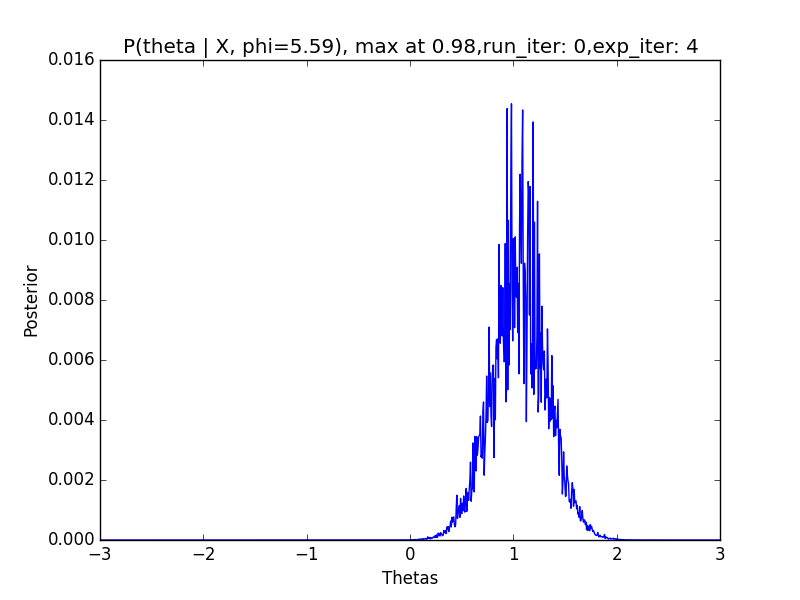 P(theta | X, phi=5.59), max at 0.98,run_iter: 0,exp_iter: 4
0.016
0.014
0.012
0.010
0.008
0.006
0.004
0.002
0.000
Posterior
−3 −2 −1 0 1 2 3
Thetas